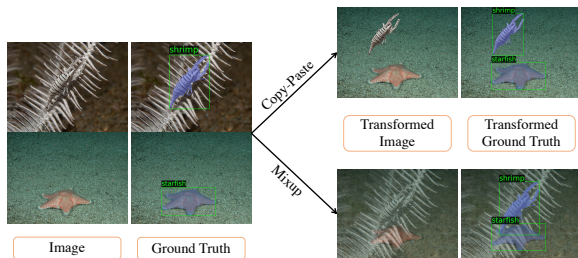 shrimp
shrimp
starfish
Copy-Paste
Transformed
Image
Transformed
Ground Truth
starfish
Mixup
shrimp
starfish
Image
Ground Truth